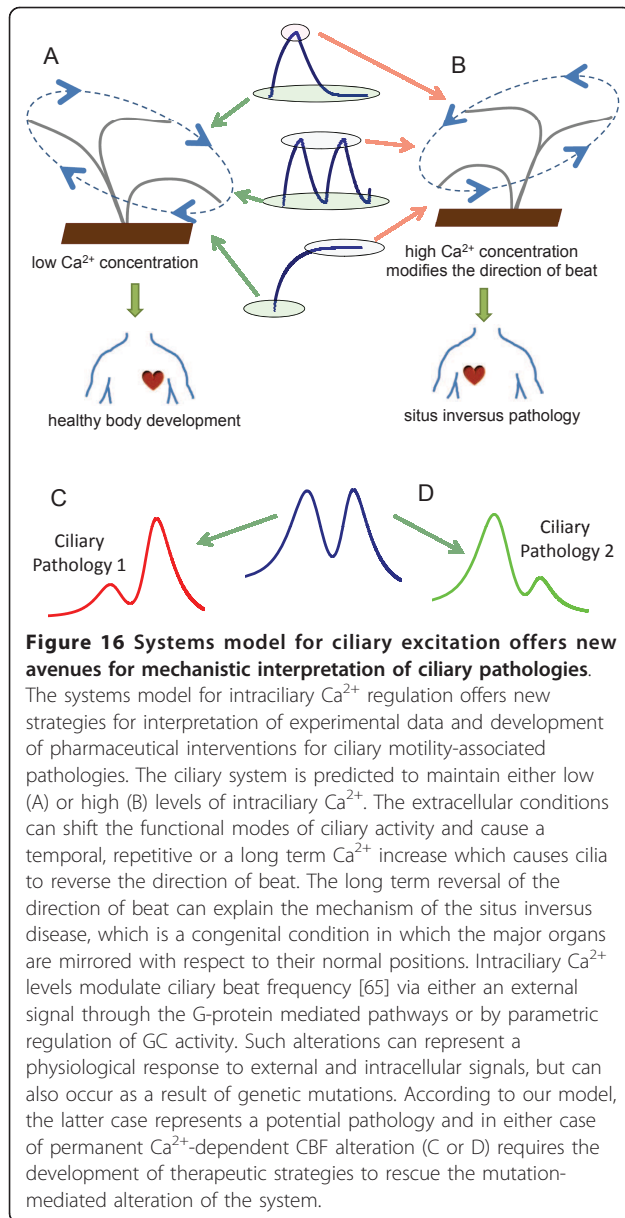 A
B
low Ca²⁺ concentration
high Ca²⁺ concentration
modifies the direction of beat
healthy body development
situs inversus pathology
C
D
Ciliary
Pathology 1
Ciliary
Pathology 2
Figure 16 Systems model for ciliary excitation offers new
avenues for mechanistic interpretation of ciliary pathologies.
The systems model for intraciliary Ca²⁺ regulation offers new
strategies for interpretation of experimental data and development
of pharmaceutical interventions for ciliary motility-associated
pathologies. The ciliary system is predicted to maintain either low
(A) or high (B) levels of intraciliary Ca²⁺. The extracellular conditions
can shift the functional modes of ciliary activity and cause a
temporal, repetitive or a long term Ca²⁺ increase which causes cilia
to reverse the direction of beat. The long term reversal of the
direction of beat can explain the mechanism of the situs inversus
disease, which is a congenital condition in which the major organs
are mirrored with respect to their normal positions. Intraciliary Ca²⁺
levels modulate ciliary beat frequency [65] via either an external
signal through the G-protein mediated pathways or by parametric
regulation of GC activity. Such alterations can represent a
physiological response to external and intracellular signals, but can
also occur as a result of genetic mutations. According to our model,
the latter case represents a potential pathology and in either case
of permanent Ca²⁺-dependent CBF alteration (C or D) requires the
development of therapeutic strategies to rescue the mutation-
mediated alteration of the system.